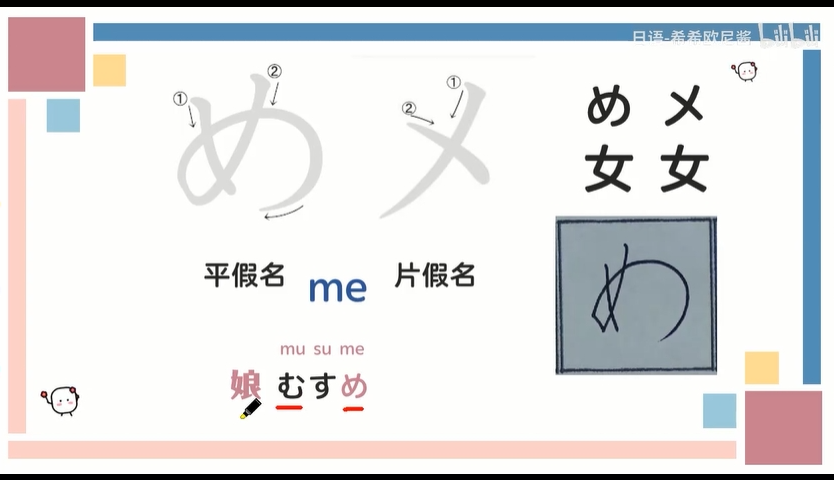 日语-希希欧尼酱 bilibili
① ② め
① ② メ
め メ
女 女
め
平假名 me 片假名
mu su me
娘 むすめ